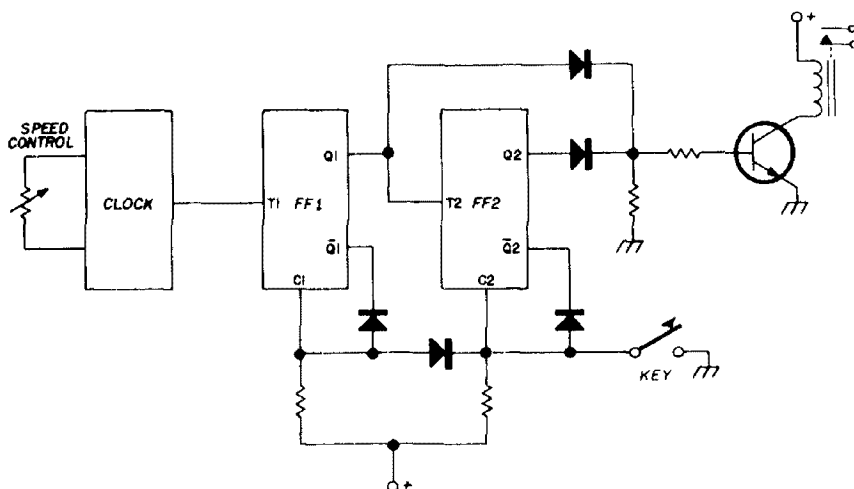 +
SPEED
CONTROL
CLOCK
T1 FF1
Q1
Q̄1
C1
T2 FF2
Q2
Q̄2
C2
KEY
+